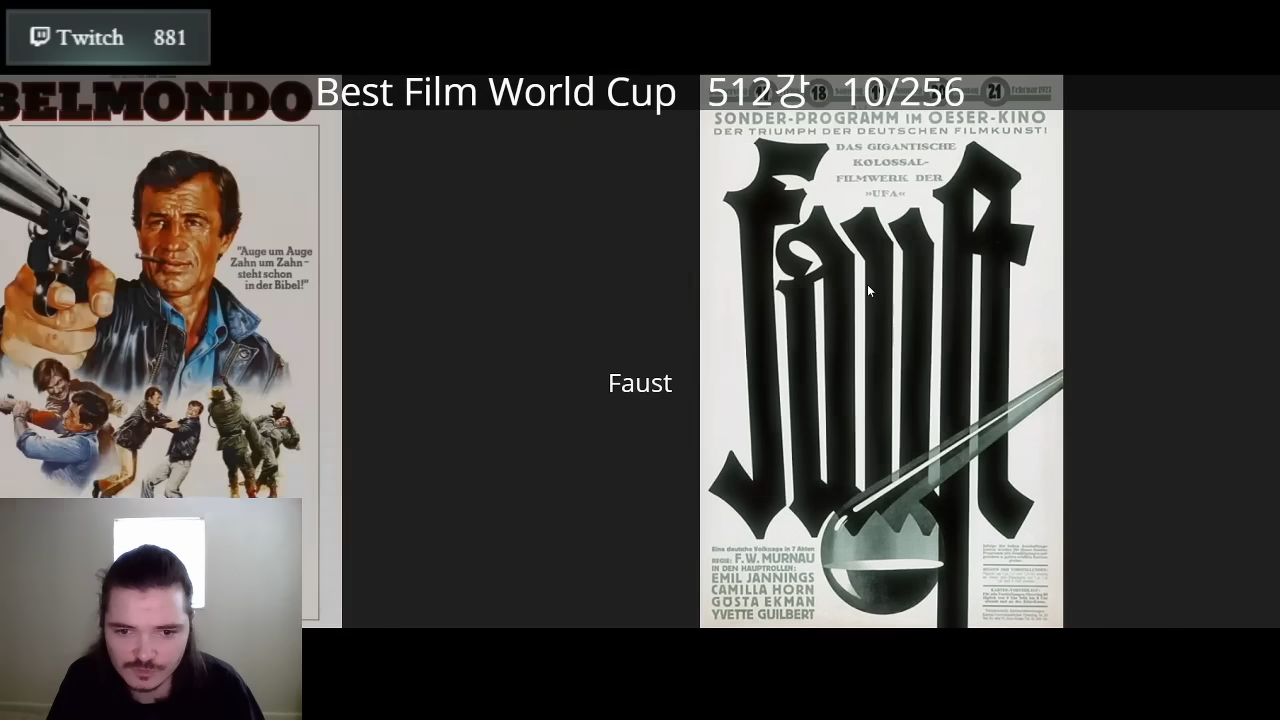 Twitch 881
BELMONDO
Best Film World Cup 512강 10/256
18
21
Februar 1927
SONDER-PROGRAMM IM OESER-KINO
DER TRIUMPH DER DEUTSCHEN FILMKUNST!
DAS GIGANTISCHE
KOLOSSAL-
FILMWERK DER
»UFA«
Faust
"Auge um Auge
Zahn um Zahn–
steht schon
in der Bibel!"
Faust
Eine deutsche Volkssage in 7 Akten
REGIE: F.W. MURNAU
IN DEN HAUPTROLLEN:
EMIL JANNINGS
CAMILLA HORN
GÖSTA EKMAN
YVETTE GUILBERT